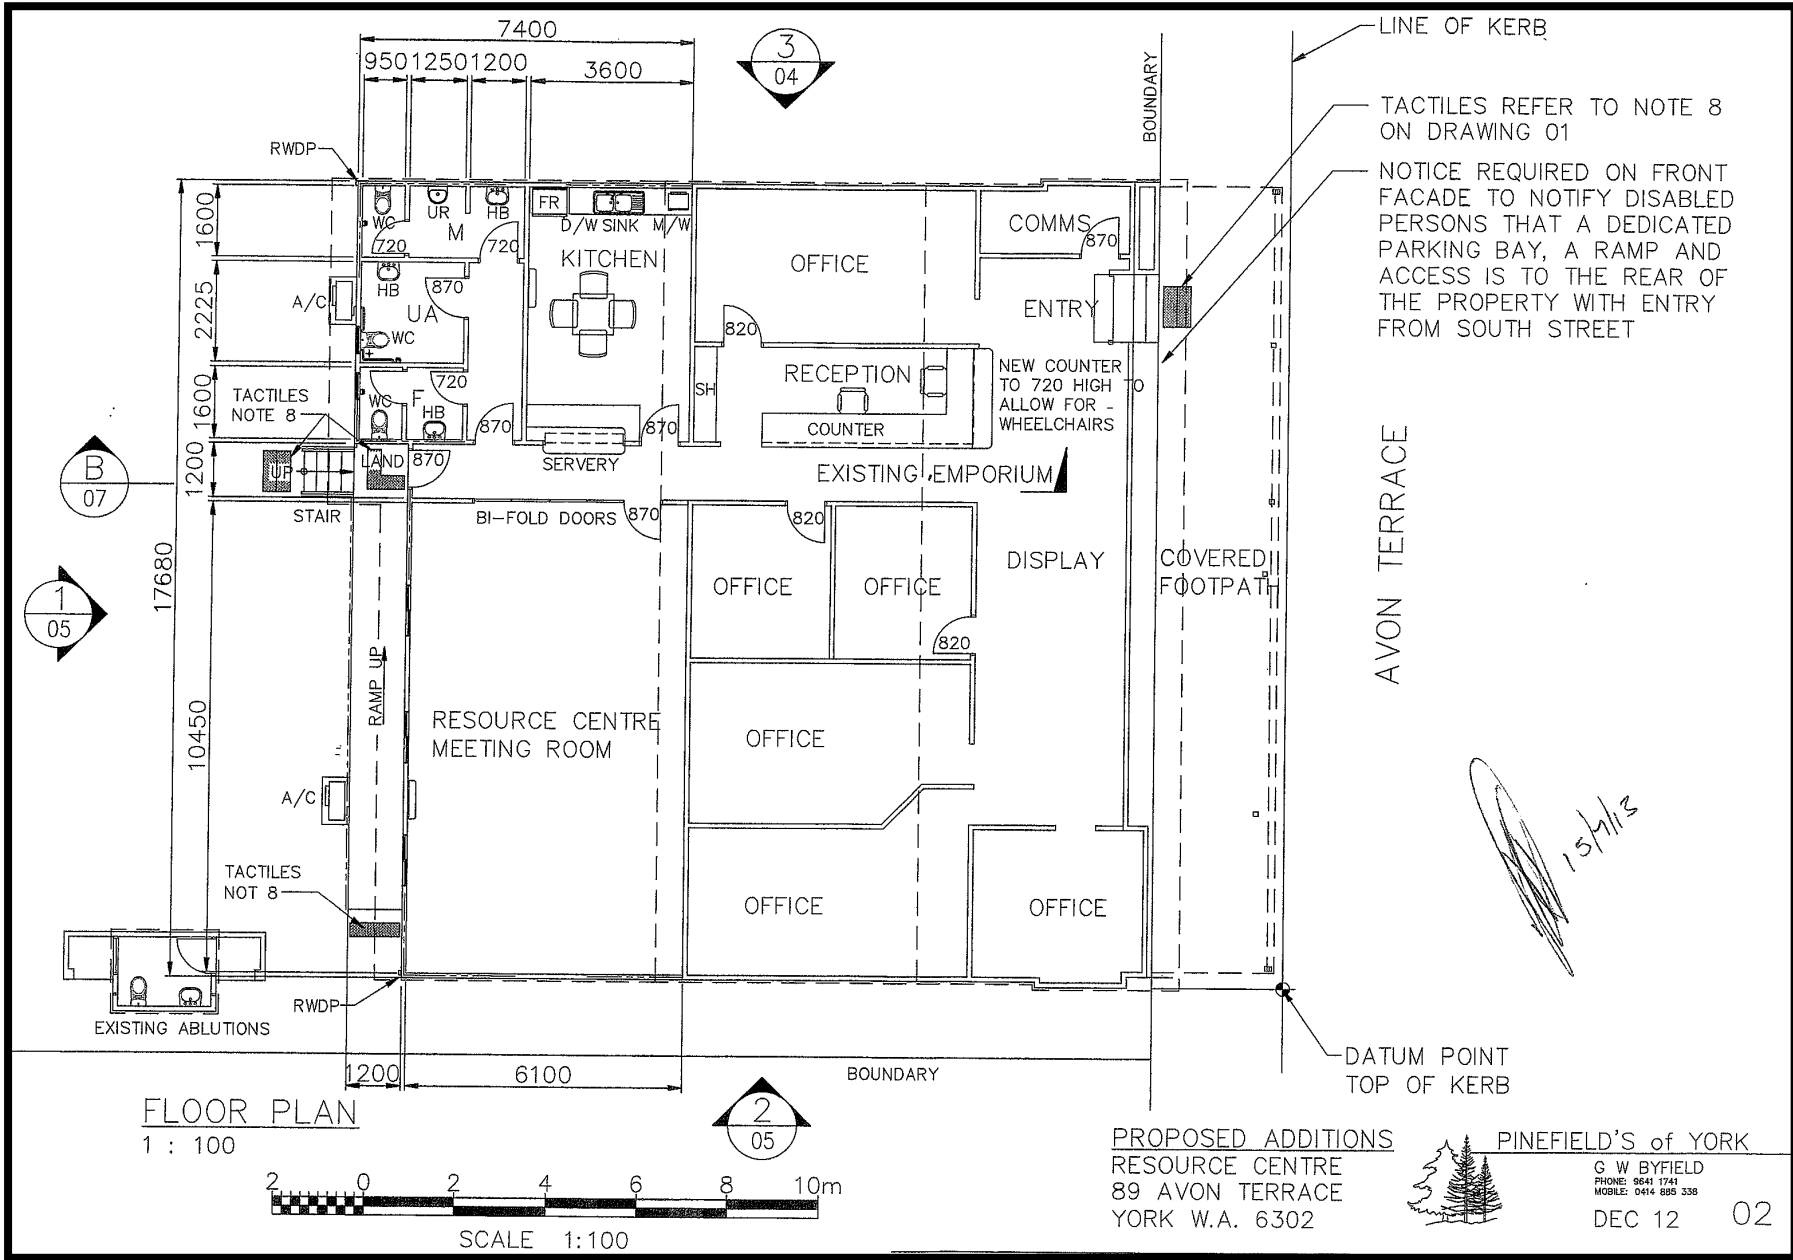 7400
950 1250 1200 3600
3
04
BOUNDARY
LINE OF KERB
TACTILES REFER TO NOTE 8
ON DRAWING 01
NOTICE REQUIRED ON FRONT
FACADE TO NOTIFY DISABLED
PERSONS THAT A DEDICATED
PARKING BAY, A RAMP AND
ACCESS IS TO THE REAR OF
THE PROPERTY WITH ENTRY
FROM SOUTH STREET
RWDP
1600
2225
1600
1200
17680
10450
WC
UR
HB
M
720
720
FR
D/W SINK M/W
KITCHEN
HB
870
UA
WC
A/C
720
WC
F
HB
870
870
SERVERY
TACTILES
NOTE 8
UP
LAND
870
STAIR
B
07
1
05
OFFICE
COMMS
870
ENTRY
820
SH
RECEPTION
COUNTER
NEW COUNTER
TO 720 HIGH TO
ALLOW FOR -
WHEELCHAIRS
EXISTING EMPORIUM
BI-FOLD DOORS
870
820
OFFICE
OFFICE
820
DISPLAY
COVERED
FOOTPATH
AVON TERRACE
RAMP UP
RESOURCE CENTRE
MEETING ROOM
OFFICE
A/C
TACTILES
NOT 8
OFFICE
OFFICE
15/7/13
RWDP
EXISTING ABLUTIONS
1200
6100
BOUNDARY
DATUM POINT
TOP OF KERB
FLOOR PLAN
1 : 100
2
05
2 0 2 4 6 8 10m
SCALE 1:100
PROPOSED ADDITIONS
RESOURCE CENTRE
89 AVON TERRACE
YORK W.A. 6302
PINEFIELD'S of YORK
G W BYFIELD
PHONE: 9641 1741
MOBILE: 0414 885 338
DEC 12
02